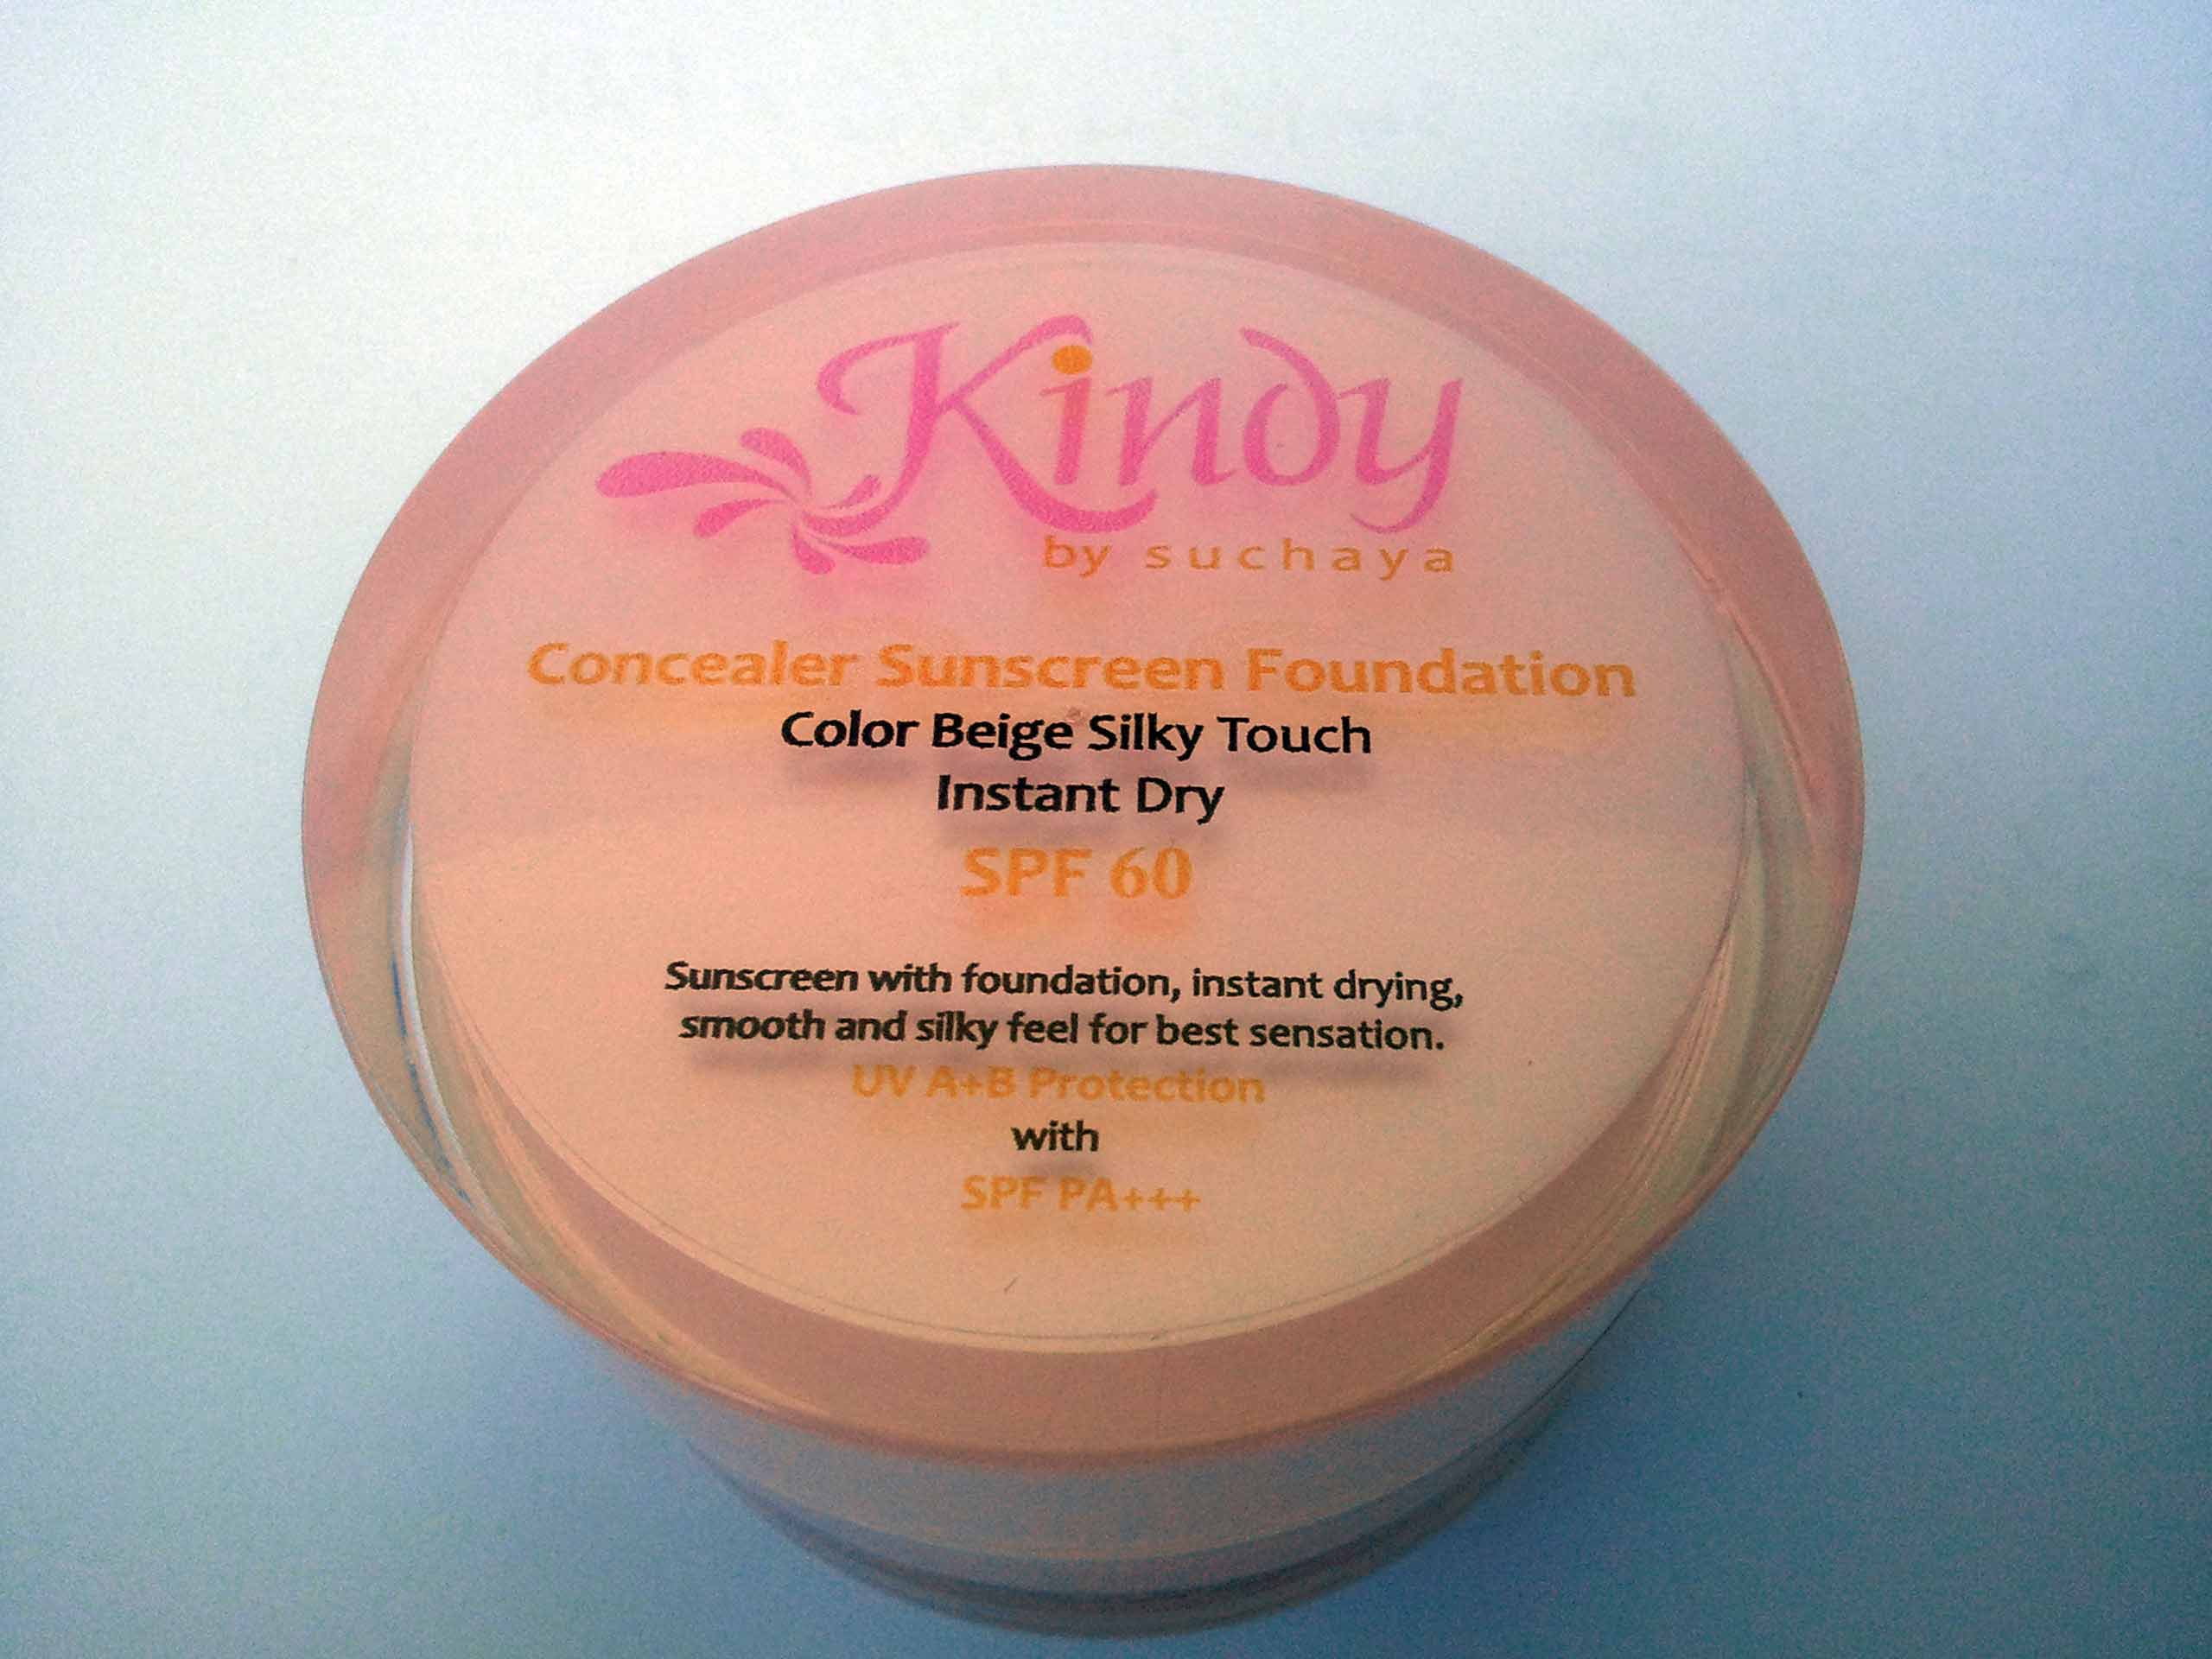 Kindy
by suchaya
Concealer Sunscreen Foundation
Color Beige Silky Touch
Instant Dry
SPF 60
Sunscreen with foundation, instant drying,
smooth and silky feel for best sensation.
UV A+B Protection
with
SPF PA+++